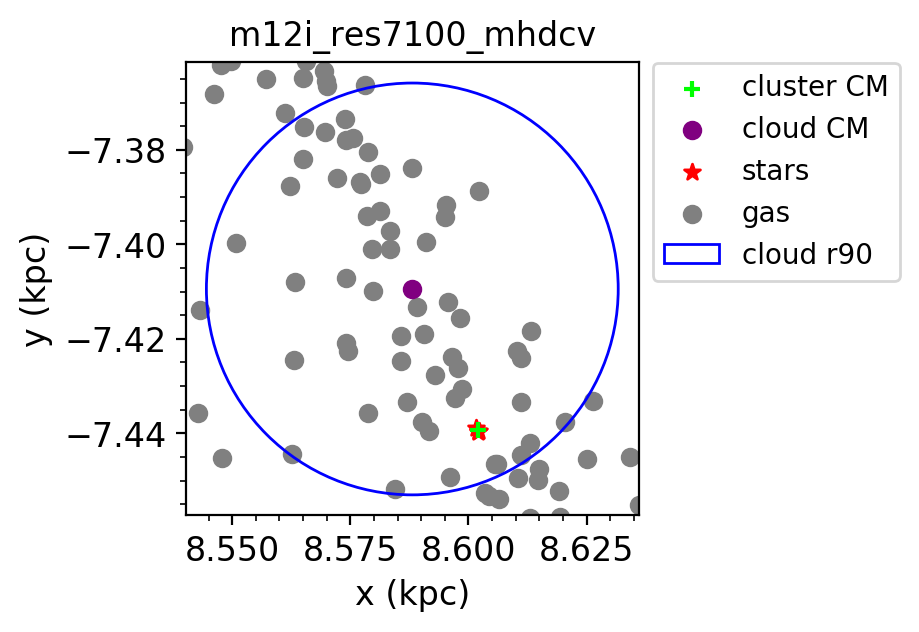 m12i_res7100_mhdcv
cluster CM
cloud CM
stars
gas
cloud r90
y (kpc)
−7.38
−7.40
−7.42
−7.44
8.550 8.575 8.600 8.625
x (kpc)